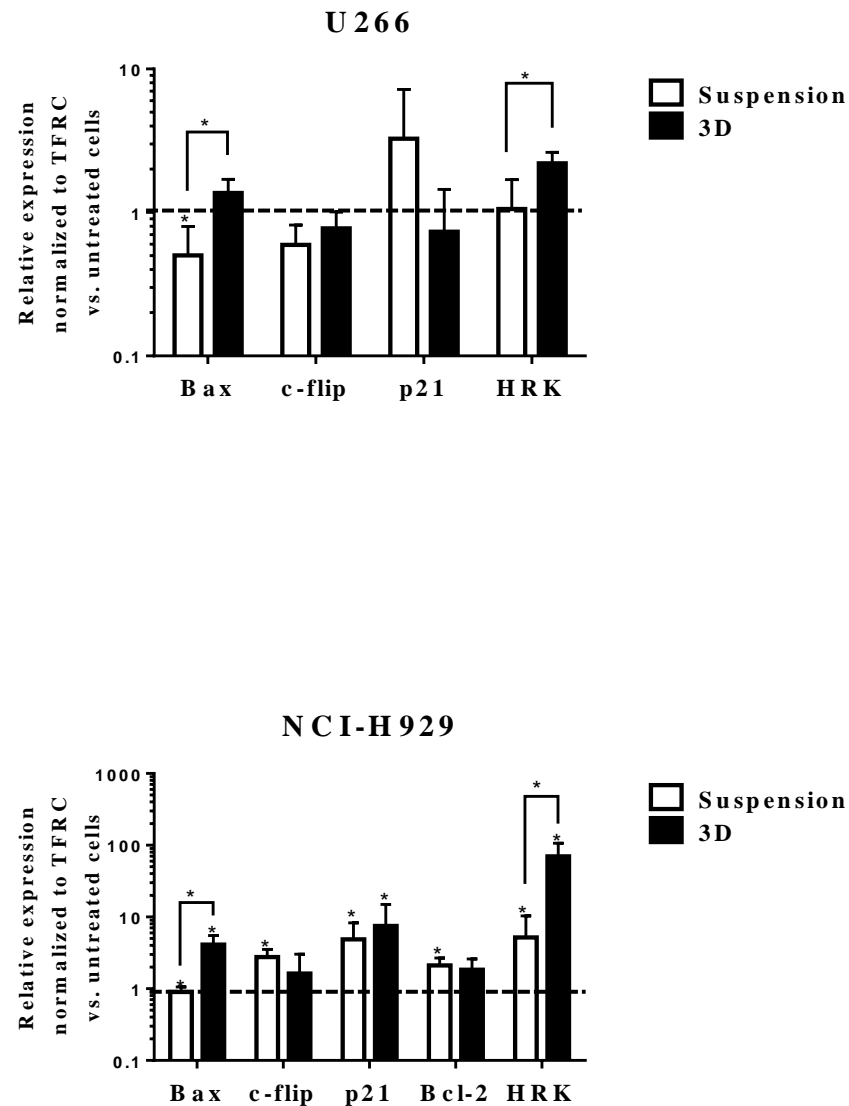 U266
Relative expression
normalized to TFRC
vs. untreated cells
10
1
0.1
*
*
*
Bax c-flip p21 HRK
Suspension
3D
NCI-H929
Relative expression
normalized to TFRC
vs. untreated cells
1000
100
10
1
0.1
*
*
*
*
*
*
*
*
*
*
Bax c-flip p21 Bcl-2 HRK
Suspension
3D